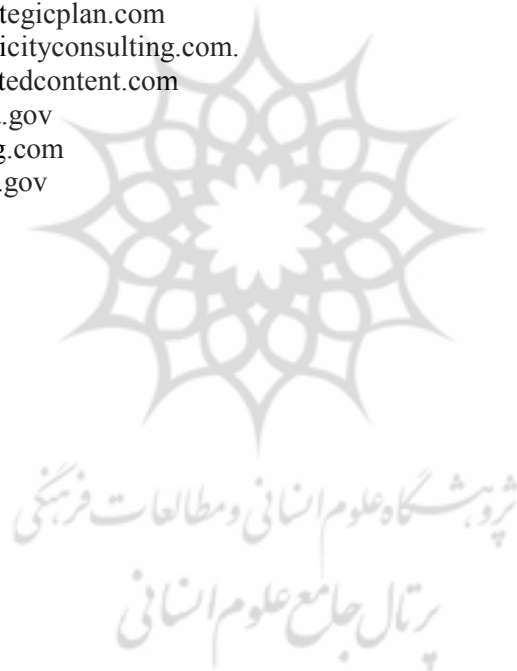 tegicplan.com
icityconsulting.com.
tedcontent.com
.gov
g.com
.gov
پژوهشگاه علوم انسانی و مطالعات فرهنگی
پرتال جامع علوم انسانی